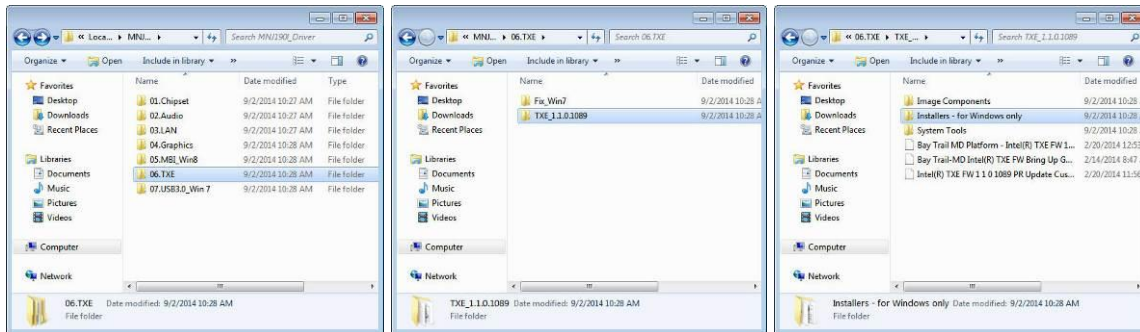 « Loca... ▸ MNJ... ▸
Search MNJ190I_Driver
Organize ▾ Open Include in library ▾ »
Name Date modified Type
Favorites
Desktop
Downloads
Recent Places
Libraries
Documents
Music
Pictures
Videos
Computer
Network
01.Chipset 9/2/2014 10:27 AM File folder
02.Audio 9/2/2014 10:27 AM File folder
03.LAN 9/2/2014 10:27 AM File folder
04.Graphics 9/2/2014 10:28 AM File folder
05.MBI_Win8 9/2/2014 10:28 AM File folder
06.TXE 9/2/2014 10:28 AM File folder
07.USB3.0_Win 7 9/2/2014 10:28 AM File folder
06.TXE Date modified: 9/2/2014 10:28 AM
File folder
« MNJ... ▸ 06.TXE ▸
Search 06.TXE
Organize ▾ Open Include in library ▾ »
Name Date modified
Favorites
Desktop
Downloads
Recent Places
Libraries
Documents
Music
Pictures
Videos
Computer
Network
Fix_Win7 9/2/2014 10:28 A
TXE_1.1.0.1089 9/2/2014 10:28 A
TXE_1.1.0.1089 Date modified: 9/2/2014 10:28 AM
File folder
« 06.TXE ▸ TXE_... ▸
Search TXE_1.1.0.1089
Organize ▾ Open Include in library ▾ »
Name Date modified
Favorites
Desktop
Downloads
Recent Places
Libraries
Documents
Music
Pictures
Videos
Computer
Network
Image Components 9/2/2014 10:28
Installers - for Windows only 9/2/2014 10:28
System Tools 9/2/2014 10:28
Bay Trail MD Platform - Intel(R) TXE FW 1... 2/20/2014 12:53
Bay Trail-MD Intel(R) TXE FW Bring Up G... 2/14/2014 8:47
Intel(R) TXE FW 1 1 0 1089 PR Update Cus... 2/20/2014 11:56
Installers - for Windows only Date modified: 9/2/2014 10:28 AM
File folder